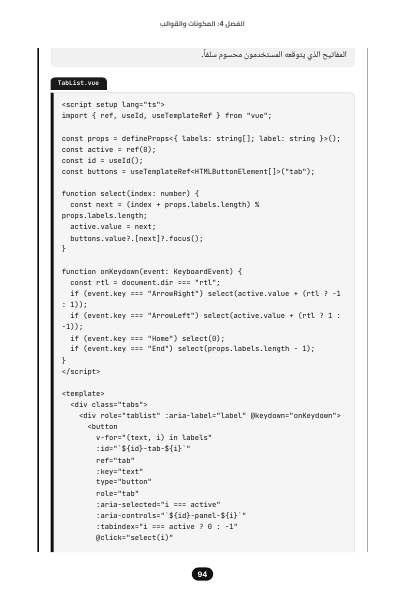 الفصل 4: المكونات والقوالب
المفاتيح الذي يتوقعه المستخدمون محسوم سلفاً.
TabList.vue
<script setup lang="ts">
import { ref, useId, useTemplateRef } from "vue";

const props = defineProps<{ labels: string[]; label: string }>();
const active = ref(0);
const id = useId();
const buttons = useTemplateRef<HTMLButtonElement[]>("tab");

function select(index: number) {
  const next = (index + props.labels.length) %
props.labels.length;
  active.value = next;
  buttons.value?.[next]?.focus();
}

function onKeydown(event: KeyboardEvent) {
  const rtl = document.dir === "rtl";
  if (event.key === "ArrowRight") select(active.value + (rtl ? -1
: 1));
  if (event.key === "ArrowLeft") select(active.value + (rtl ? 1 :
-1));
  if (event.key === "Home") select(0);
  if (event.key === "End") select(props.labels.length - 1);
}
</script>

<template>
  <div class="tabs">
    <div role="tablist" :aria-label="label" @keydown="onKeydown">
      <button
        v-for="(text, i) in labels"
        :id="`${id}-tab-${i}`"
        ref="tab"
        :key="text"
        type="button"
        role="tab"
        :aria-selected="i === active"
        :aria-controls="`${id}-panel-${i}`"
        :tabindex="i === active ? 0 : -1"
        @click="select(i)"
94